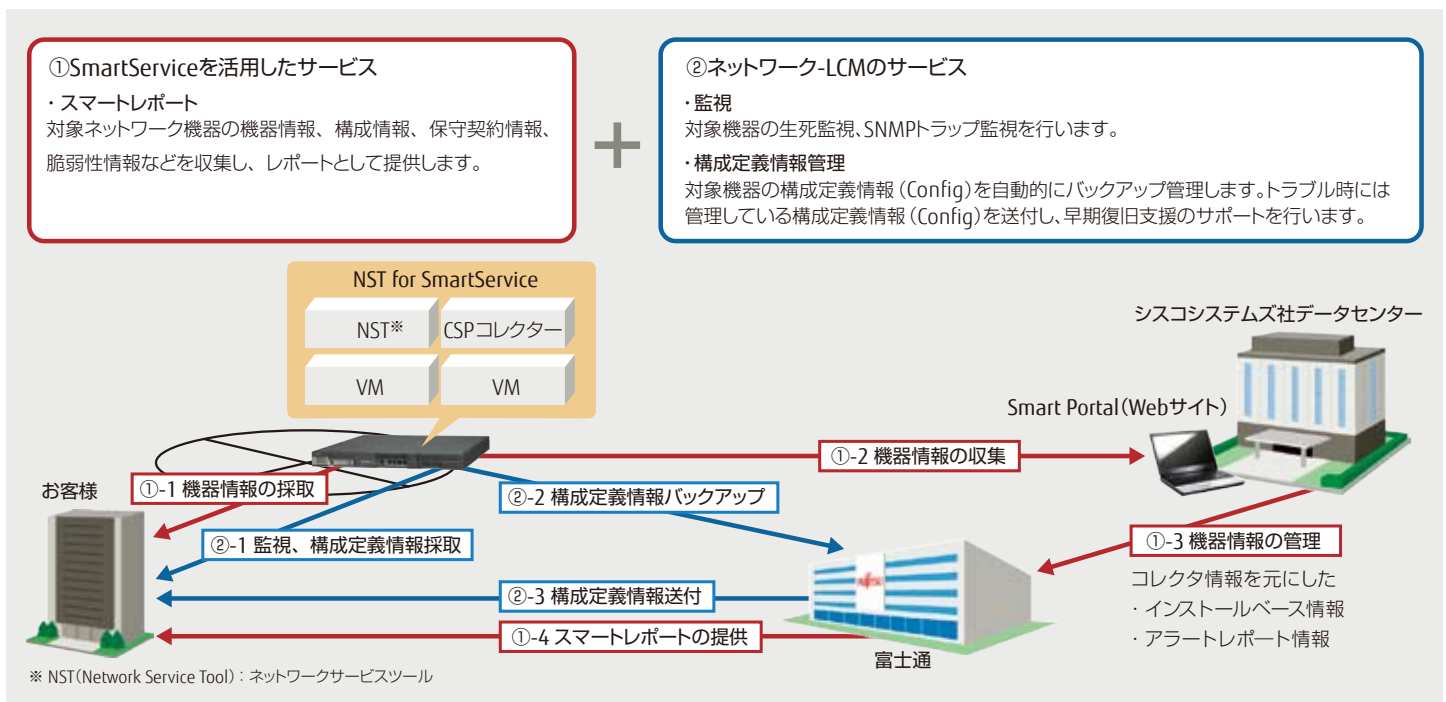 ①SmartServiceを活用したサービス
・スマートレポート
対象ネットワーク機器の機器情報、構成情報、保守契約情報、
脆弱性情報などを収集し、レポートとして提供します。
＋
②ネットワーク-LCMのサービス
・監視
対象機器の生死監視、SNMPトラップ監視を行います。
・構成定義情報管理
対象機器の構成定義情報（Config）を自動的にバックアップ管理します。トラブル時には
管理している構成定義情報（Config）を送付し、早期復旧支援のサポートを行います。
NST for SmartService
NST※
CSPコレクター
VM
VM
シスコシステムズ社データセンター
Smart Portal（Webサイト）
①-2 機器情報の収集
お客様
①-1 機器情報の採取
②-2 構成定義情報バックアップ
②-1 監視、構成定義情報採取
①-3 機器情報の管理
コレクタ情報を元にした
・インストールベース情報
・アラートレポート情報
FUJITSU
②-3 構成定義情報送付
①-4 スマートレポートの提供
富士通
※ NST（Network Service Tool）：ネットワークサービスツール